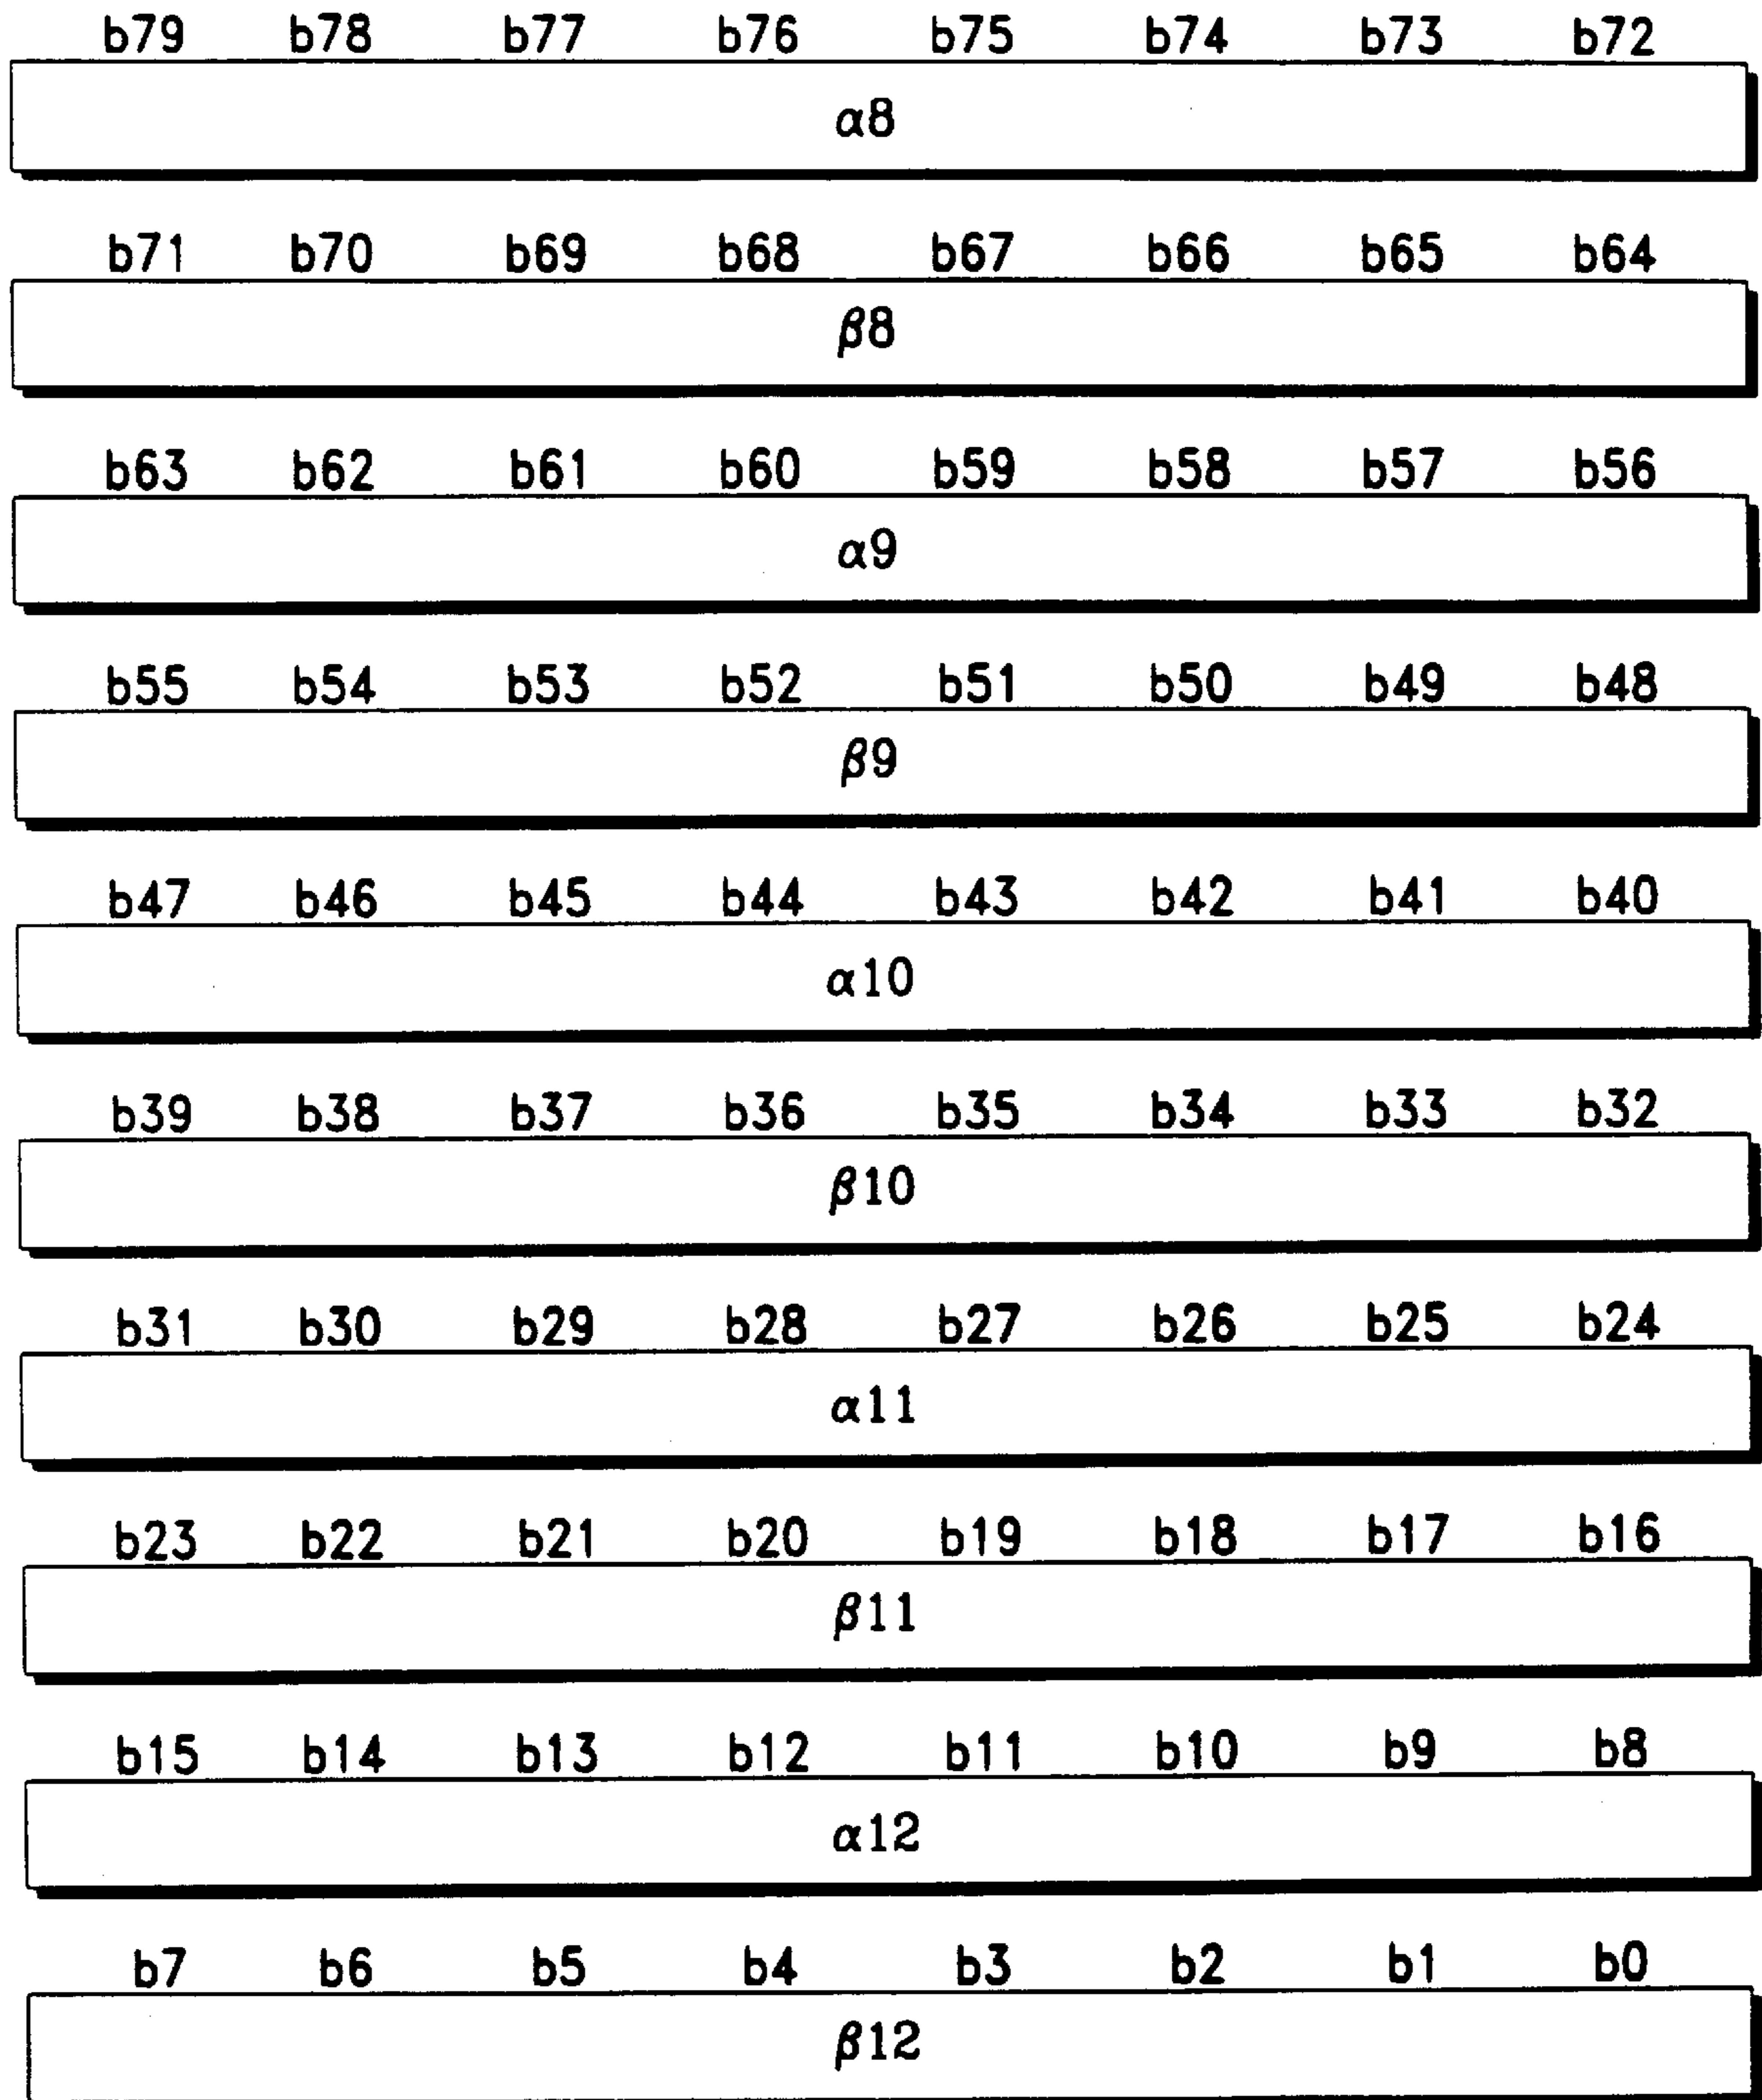 b79 b78 b77 b76 b75 b74 b73 b72
α8
b71 b70 b69 b68 b67 b66 b65 b64
β8
b63 b62 b61 b60 b59 b58 b57 b56
α9
b55 b54 b53 b52 b51 b50 b49 b48
β9
b47 b46 b45 b44 b43 b42 b41 b40
α10
b39 b38 b37 b36 b35 b34 b33 b32
β10
b31 b30 b29 b28 b27 b26 b25 b24
α11
b23 b22 b21 b20 b19 b18 b17 b16
β11
b15 b14 b13 b12 b11 b10 b9 b8
α12
b7 b6 b5 b4 b3 b2 b1 b0
β12